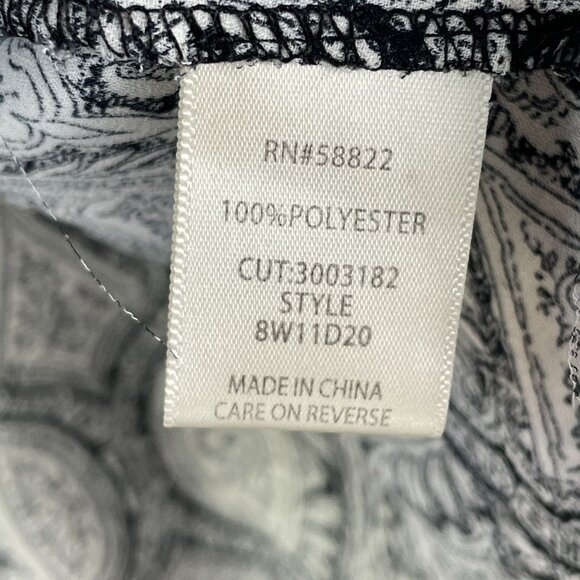 RN#58822
100%POLYESTER
CUT:3003182
STYLE
8W11D20
MADE IN CHINA
CARE ON REVERSE